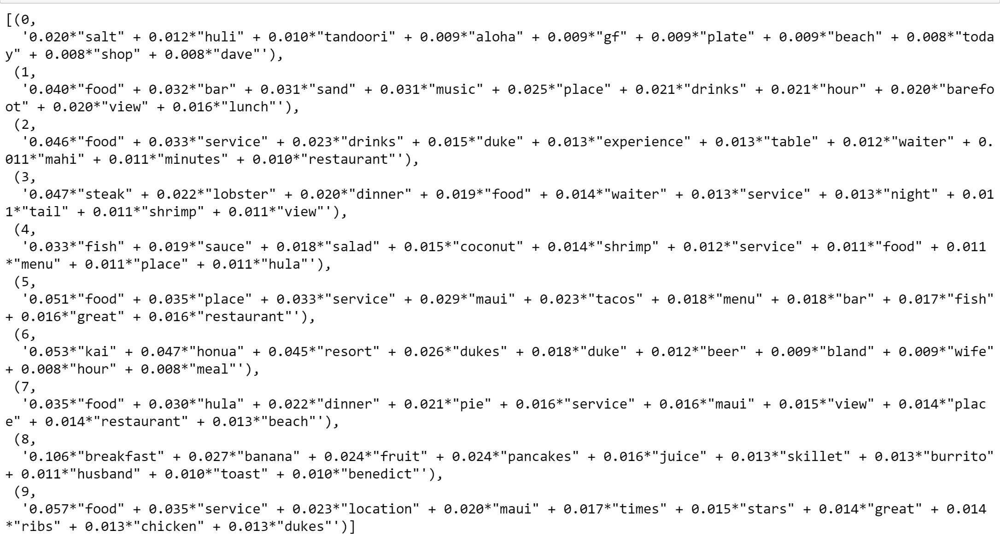 [(0,
'0.020*"salt" + 0.012*"huli" + 0.010*"tandoori" + 0.009*"aloha" + 0.009*"gf" + 0.009*"plate" + 0.009*"beach" + 0.008*"toda
y" + 0.008*"shop" + 0.008*"dave"'),
(1,
'0.040*"food" + 0.032*"bar" + 0.031*"sand" + 0.031*"music" + 0.025*"place" + 0.021*"drinks" + 0.021*"hour" + 0.020*"barefo
ot" + 0.020*"view" + 0.016*"lunch"'),
(2,
'0.046*"food" + 0.033*"service" + 0.023*"drinks" + 0.015*"duke" + 0.013*"experience" + 0.013*"table" + 0.012*"waiter" + 0.
011*"mahi" + 0.011*"minutes" + 0.010*"restaurant"'),
(3,
'0.047*"steak" + 0.022*"lobster" + 0.020*"dinner" + 0.019*"food" + 0.014*"waiter" + 0.013*"service" + 0.013*"night" + 0.01
1*"tail" + 0.011*"shrimp" + 0.011*"view"'),
(4,
'0.033*"fish" + 0.019*"sauce" + 0.018*"salad" + 0.015*"coconut" + 0.014*"shrimp" + 0.012*"service" + 0.011*"food" + 0.011
*"menu" + 0.011*"place" + 0.011*"hula"'),
(5,
'0.051*"food" + 0.035*"place" + 0.033*"service" + 0.029*"maui" + 0.023*"tacos" + 0.018*"menu" + 0.018*"bar" + 0.017*"fish"
+ 0.016*"great" + 0.016*"restaurant"'),
(6,
'0.053*"kai" + 0.047*"honua" + 0.045*"resort" + 0.026*"dukes" + 0.018*"duke" + 0.012*"beer" + 0.009*"bland" + 0.009*"wife"
+ 0.008*"hour" + 0.008*"meal"'),
(7,
'0.035*"food" + 0.030*"hula" + 0.022*"dinner" + 0.021*"pie" + 0.016*"service" + 0.016*"maui" + 0.015*"view" + 0.014*"plac
e" + 0.014*"restaurant" + 0.013*"beach"'),
(8,
'0.106*"breakfast" + 0.027*"banana" + 0.024*"fruit" + 0.024*"pancakes" + 0.016*"juice" + 0.013*"skillet" + 0.013*"burrito"
+ 0.011*"husband" + 0.010*"toast" + 0.010*"benedict"'),
(9,
'0.057*"food" + 0.035*"service" + 0.023*"location" + 0.020*"maui" + 0.017*"times" + 0.015*"stars" + 0.014*"great" + 0.014
*"ribs" + 0.013*"chicken" + 0.013*"dukes"')]